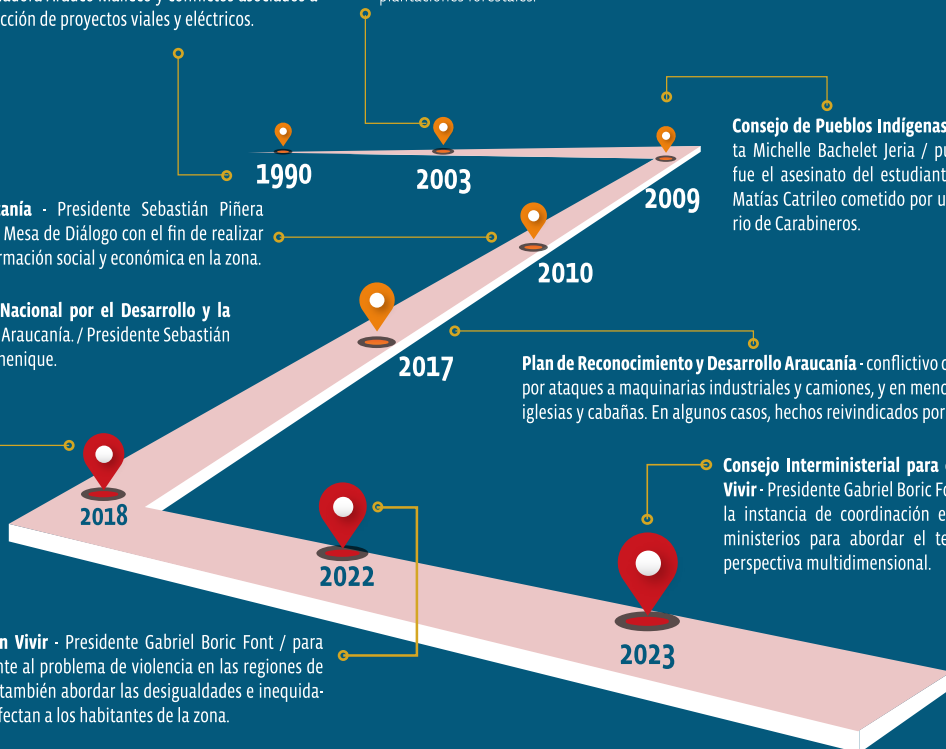 cción de proyectos viales y eléctricos.
plantaciones forestales.
1990
2003
2009
Consejo de Pueblos Indígenas
ta Michelle Bachelet Jeria /
fue el asesinato del estudiant
Matías Catrileo cometido por u
rio de Carabineros.
anía - Presidente Sebastián Piñera
Mesa de Diálogo con el fin de realizar
rmación social y económica en la zona.
2010
Nacional por el Desarrollo y la
Araucanía. / Presidente Sebastián
henique.
2017
Plan de Reconocimiento y Desarrollo Araucanía - conflictivo
por ataques a maquinarias industriales y camiones, y en meno
iglesias y cabañas. En algunos casos, hechos reivindicados por
2018
2022
Consejo Interministerial para
Vivir - Presidente Gabriel Boric Fo
la instancia de coordinación e
ministerios para abordar el te
perspectiva multidimensional.
2023
n Vivir - Presidente Gabriel Boric Font / para
nte al problema de violencia en las regiones de
también abordar las desigualdades e inequida-
fectan a los habitantes de la zona.